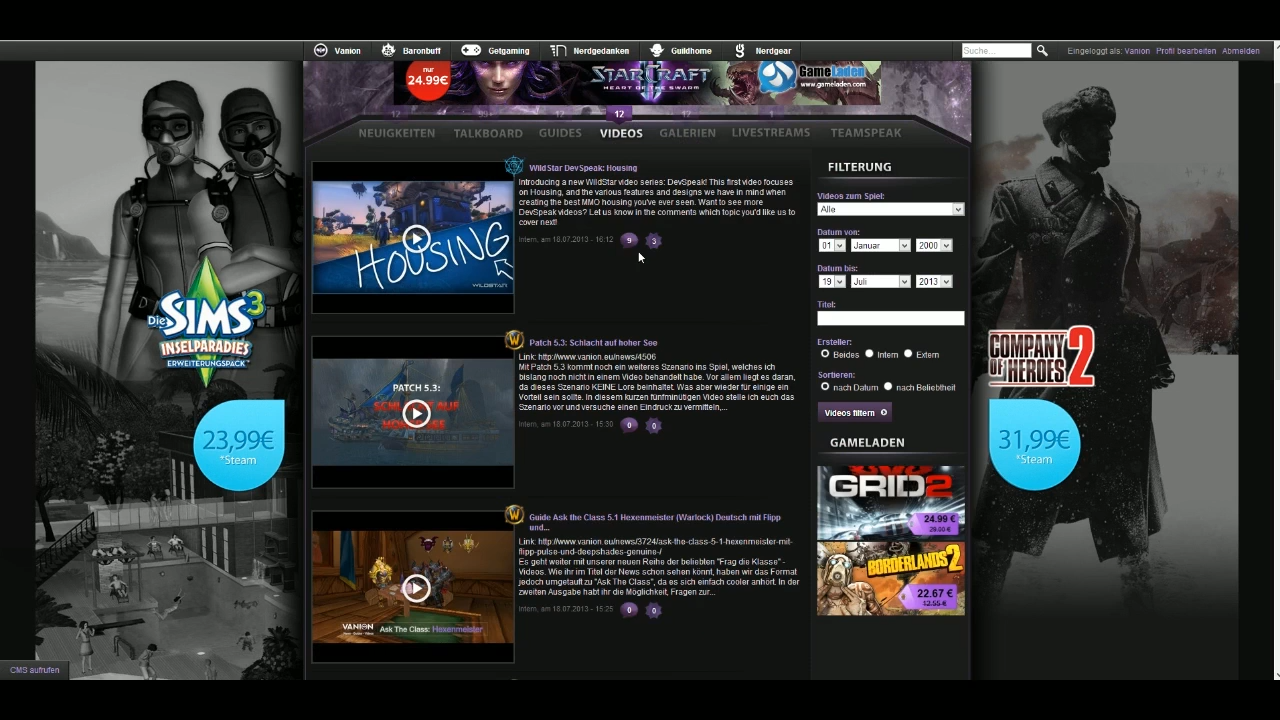 Vanion Baronbuff Getgaming Nerdgedanken Guildhome Nerdgear Suche... Eingeloggt als: Vanion Profil bearbeiten Abmelden
nur
24.99€
STARCRAFT
HEART OF THE SWARM
GameLaden
www.gameladen.com
12 99+ 12 12 12 1
NEUIGKEITEN TALKBOARD GUIDES VIDEOS GALERIEN LIVESTREAMS TEAMSPEAK
WildStar DevSpeak: Housing
Introducing a new WildStar video series: DevSpeak! This first video focuses
on Housing, and the various features and designs we have in mind when
creating the best MMO housing you've ever seen. Want to see more
DevSpeak videos? Let us know in the comments which topic you'd like us to
cover next!
Intern, am 18.07.2013 - 16:12 9 3
HOUSING
WILDSTAR
Patch 5.3: Schlacht auf hoher See
Link: http://www.vanion.eu/news/4506
Mit Patch 5.3 kommt noch ein weiteres Szenario ins Spiel, welches ich
bislang noch nicht in einem Video behandelt habe. Vor allem liegt es daran,
da dieses Szenario KEINE Lore beinhaltet. Was aber wieder für einige ein
Vorteil sein sollte. In diesem kurzen fünfminütigen Video stelle ich euch das
Szenario vor und versuche einen Eindruck zu vermitteln,...
Intern, am 18.07.2013 - 15:30 0 0
PATCH 5.3:
SCHLACHT AUF
HOHER SEE
Guide Ask the Class 5.1 Hexenmeister (Warlock) Deutsch mit Flipp
und...
Link: http://www.vanion.eu/news/3724/ask-the-class-5-1-hexenmeister-mit-
flipp-pulse-und-deepshades-genuine-/
Es geht weiter mit unserer neuen Reihe der beliebten "Frag die Klasse" -
Videos. Wie ihr im Titel der News schon sehen könnt, haben wir das Format
jedoch umgetauft zu "Ask The Class", da es sich einfach cooler anhört. In der
zweiten Ausgabe habt ihr die Möglichkeit, Fragen zur...
Intern, am 18.07.2013 - 15:25 0 0
VANION Ask The Class: Hexenmeister
FILTERUNG
Videos zum Spiel:
Alle
Datum von:
01 Januar 2000
Datum bis:
19 Juli 2013
Titel:
Ersteller:
Beides Intern Extern
Sortieren:
nach Datum nach Beliebtheit
Videos filtern
GAMELADEN
GRID2
24.99 €
29.00 €
BORDERLANDS 2
22.67 €
12.55 €
Die SIMS 3
INSELPARADIES
ERWEITERUNGSPACK
23,99€
*Steam
COMPANY
OF HEROES 2
31,99€
*Steam
CMS aufrufen